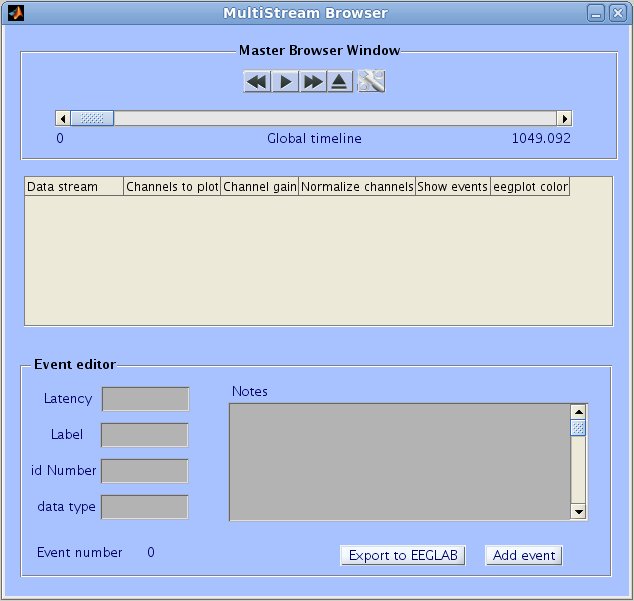 MultiStream Browser
Master Browser Window
0 Global timeline 1049.092
Data stream Channels to plot Channel gain Normalize channels Show events eegplot color
Event editor
Latency
Notes
Label
id Number
data type
Event number 0
Export to EEGLAB Add event